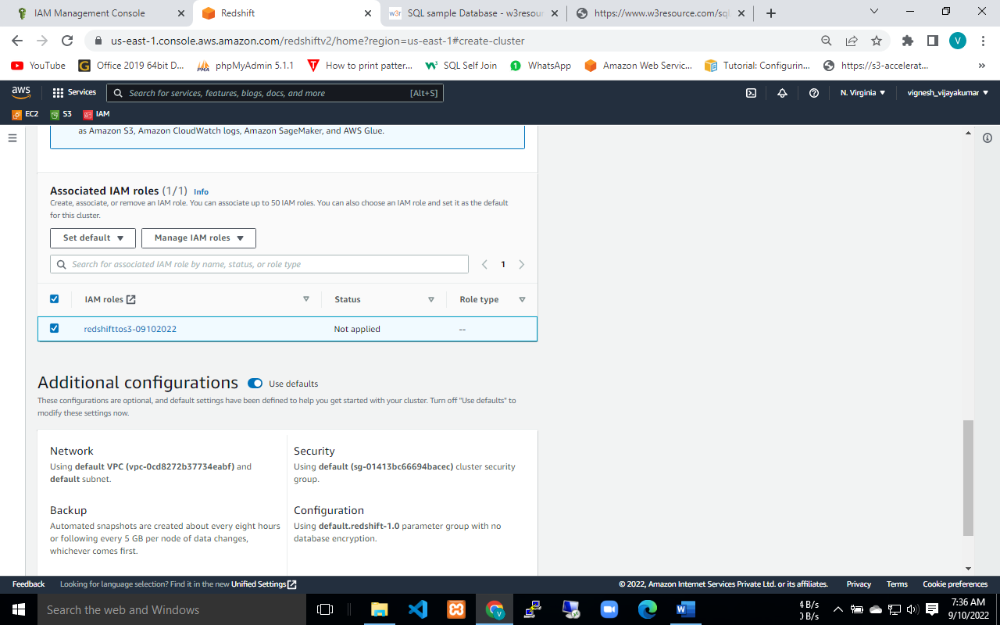 IAM Management Console
Redshift
w3r
SQL sample Database - w3resour
https://www.w3resource.com/sql
us-east-1.console.aws.amazon.com/redshiftv2/home?region=us-east-1#create-cluster
V
YouTube
Office 2019 64bit D...
phpMyAdmin 5.1.1
How to print patter...
SQL Self Join
WhatsApp
Amazon Web Servic...
Tutorial: Configurin...
https://s3-accelerat...
»
aws
Services
Search for services, features, blogs, docs, and more
[Alt+S]
N. Virginia
vignesh_vijayakumar
EC2
S3
IAM
as Amazon S3, Amazon CloudWatch logs, Amazon SageMaker, and AWS Glue.
Associated IAM roles (1/1) Info
Create, associate, or remove an IAM role. You can associate up to 50 IAM roles. You can also choose an IAM role and set it as the default
for this cluster.
Set default
Manage IAM roles
Search for associated IAM role by name, status, or role type
1
IAM roles
Status
Role type
redshifttos3-09102022
Not applied
--
Additional configurations
Use defaults
These configurations are optional, and default settings have been defined to help you get started with your cluster. Turn off "Use defaults" to
modify these settings now.
Network
Using default VPC (vpc-0cd8272b37734eabf) and
default subnet.
Security
Using default (sg-01413bc66694bacec) cluster security
group.
Backup
Automated snapshots are created about every eight hours
or following every 5 GB per node of data changes,
whichever comes first.
Configuration
Using default.redshift-1.0 parameter group with no
database encryption.
Feedback
Looking for language selection? Find it in the new Unified Settings
© 2022, Amazon Internet Services Private Ltd. or its affiliates.
Privacy
Terms
Cookie preferences
Search the web and Windows
4 B/s
0 B/s
7:36 AM
9/10/2022